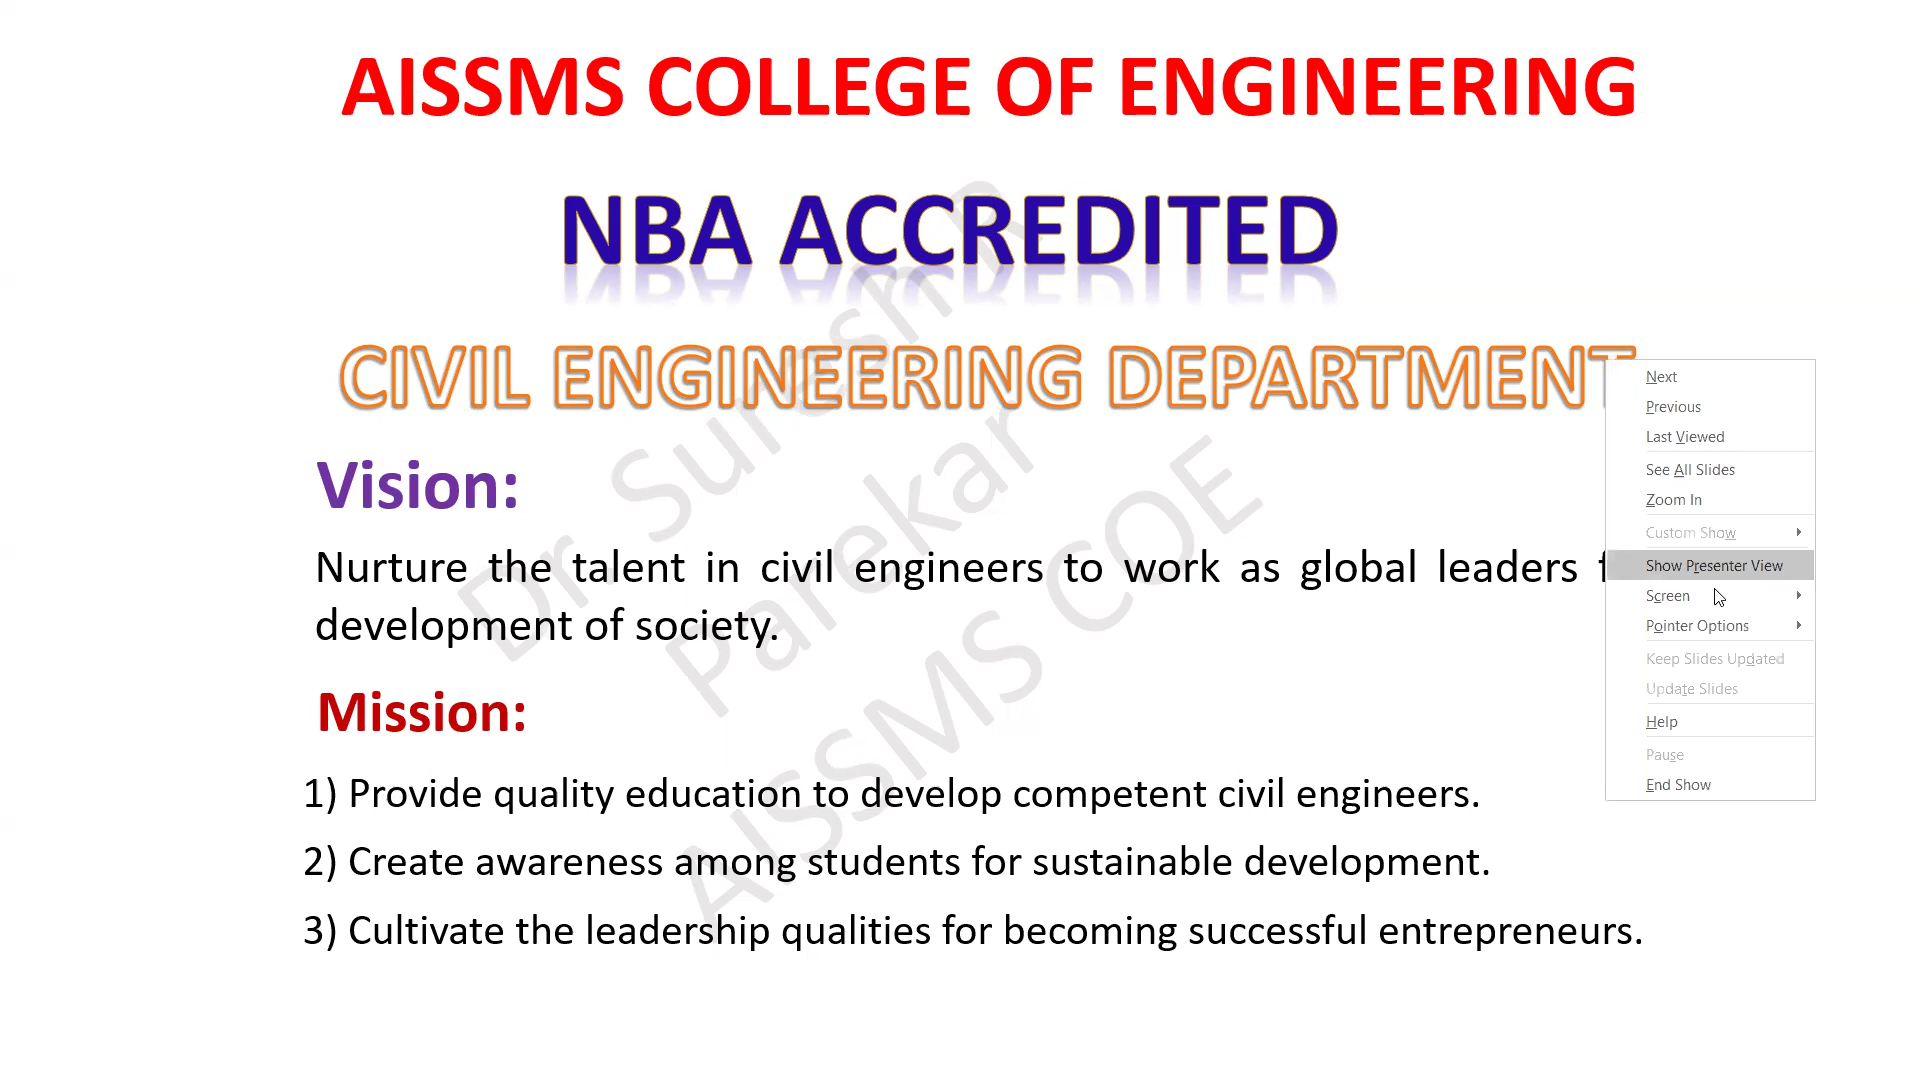 AISSMS COLLEGE OF ENGINEERING
NBA ACCREDITED
CIVIL ENGINEERING DEPARTMENT
Vision:
Nurture the talent in civil engineers to work as global leaders
development of society.
Mission:
1) Provide quality education to develop competent civil engineers.
2) Create awareness among students for sustainable development.
3) Cultivate the leadership qualities for becoming successful entrepreneurs.
Dr. Suresh R
Parekar
AISSMS COE
Next
Previous
Last Viewed
See All Slides
Zoom In
Custom Show
Show Presenter View
Screen
Pointer Options
Keep Slides Updated
Update Slides
Help
Pause
End Show